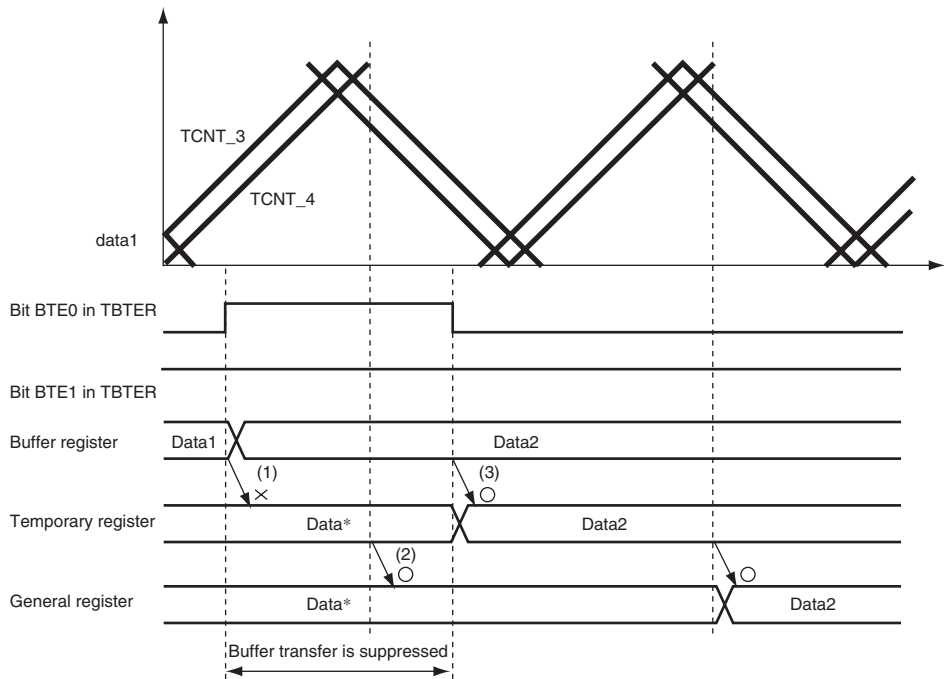 TCNT_3
TCNT_4
data1
Bit BTE0 in TBTER
Bit BTE1 in TBTER
Buffer register
Data1
Data2
(1)
(3)
Temporary register
Data*
Data2
(2)
General register
Data*
Data2
Buffer transfer is suppressed